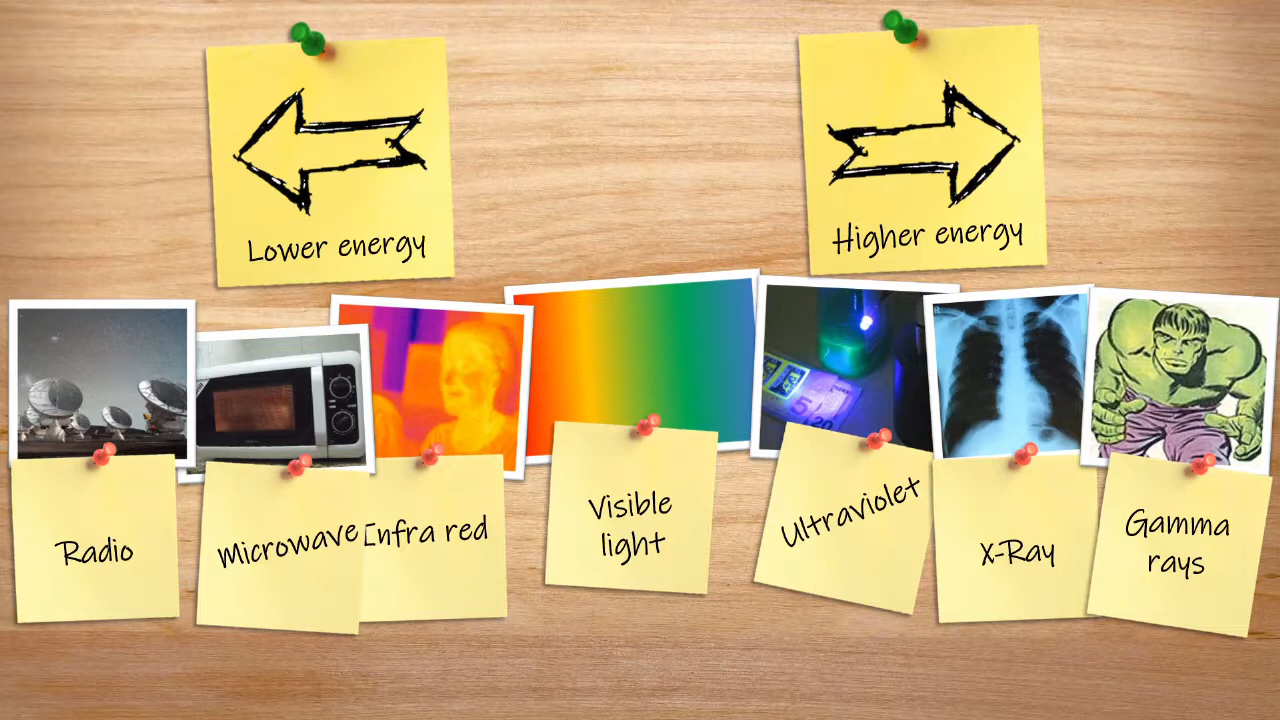 Lower energy
Higher energy
Radio
Microwave
Infra red
Visible
light
Ultraviolet
X-Ray
Gamma
rays